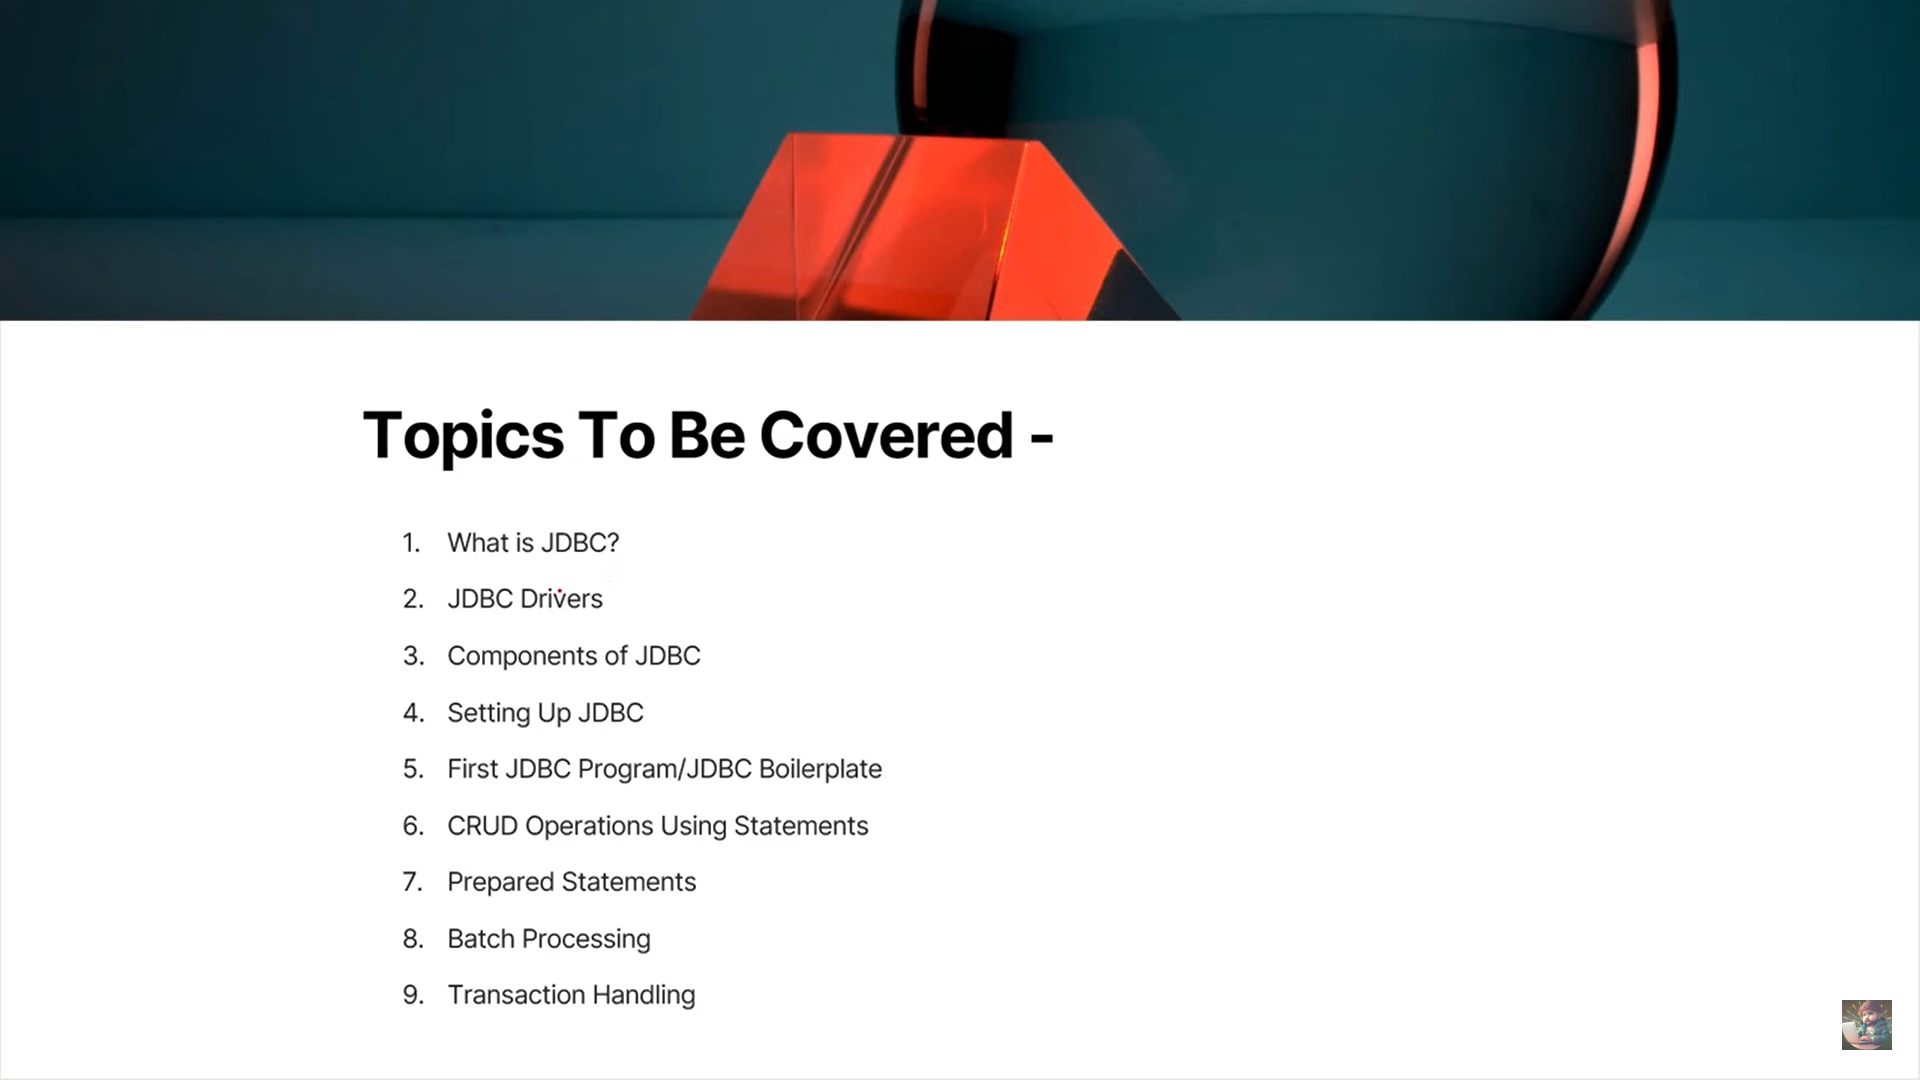 Topics To Be Covered -
1. What is JDBC?
2. JDBC Drivers
3. Components of JDBC
4. Setting Up JDBC
5. First JDBC Program/JDBC Boilerplate
6. CRUD Operations Using Statements
7. Prepared Statements
8. Batch Processing
9. Transaction Handling